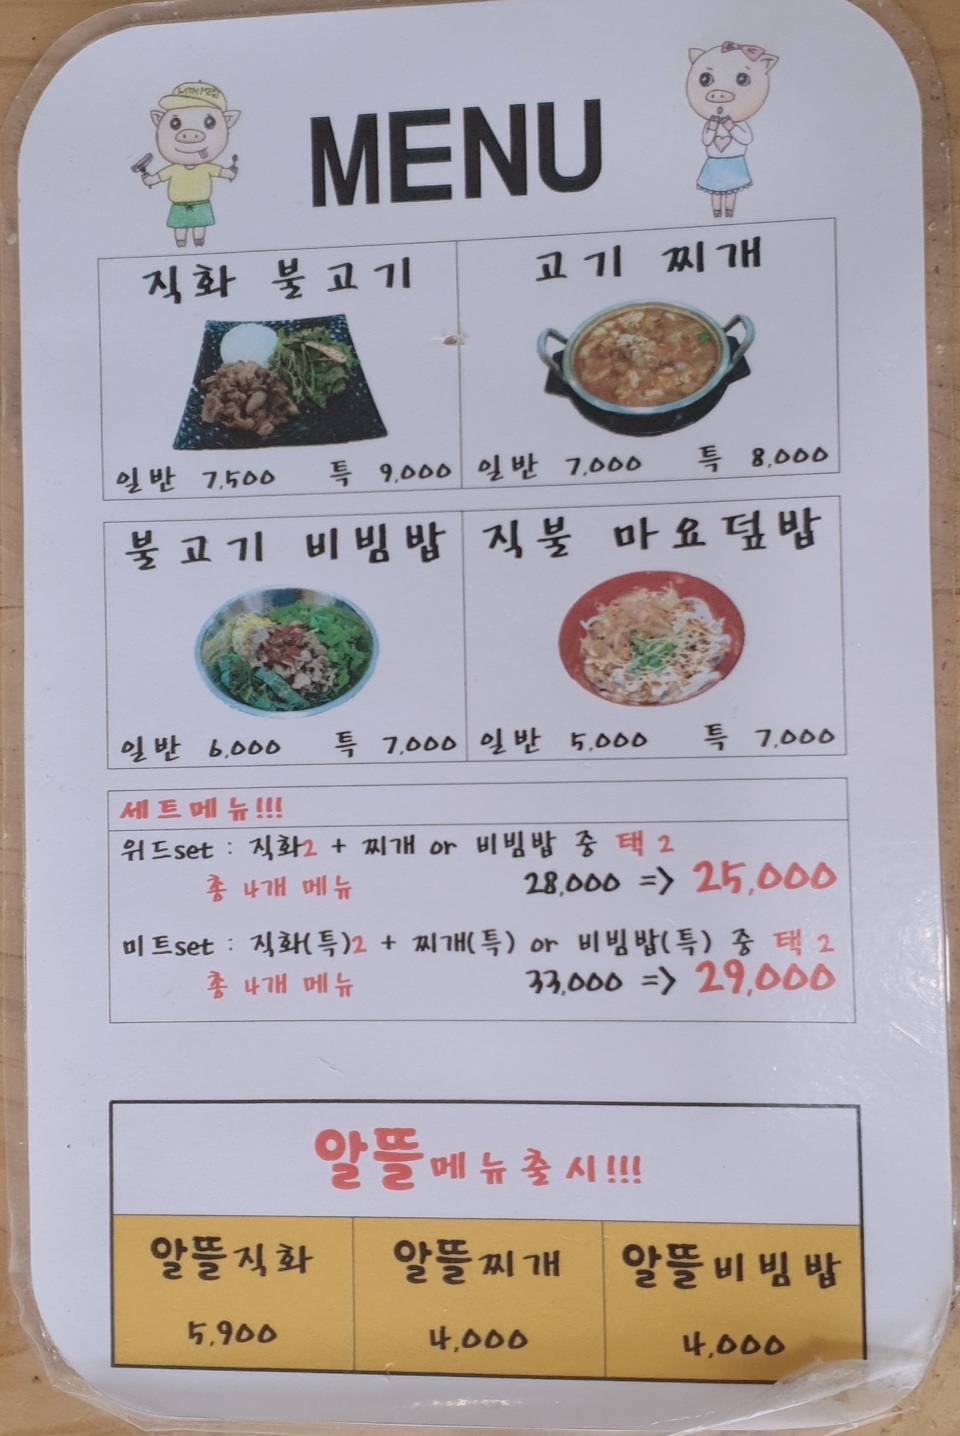 MENU
직화 불고기
고기 찌개
일반 7,500 특 9,000
일반 7,000 특 8,000
불고기 비빔밥
직불 마요덮밥
일반 6,000 특 7,000
일반 5,000 특 7,000
세트메뉴!!!
위드set : 직화2 + 찌개 or 비빔밥 중 택 2
총 4개 메뉴 28,000 => 25,000
미트set : 직화(특)2 + 찌개(특) or 비빔밥(특) 중 택 2
총 4개 메뉴 33,000 => 29,000
알뜰메뉴출시!!!
알뜰직화 알뜰찌개 알뜰비빔밥
5,900 4,000 4,000